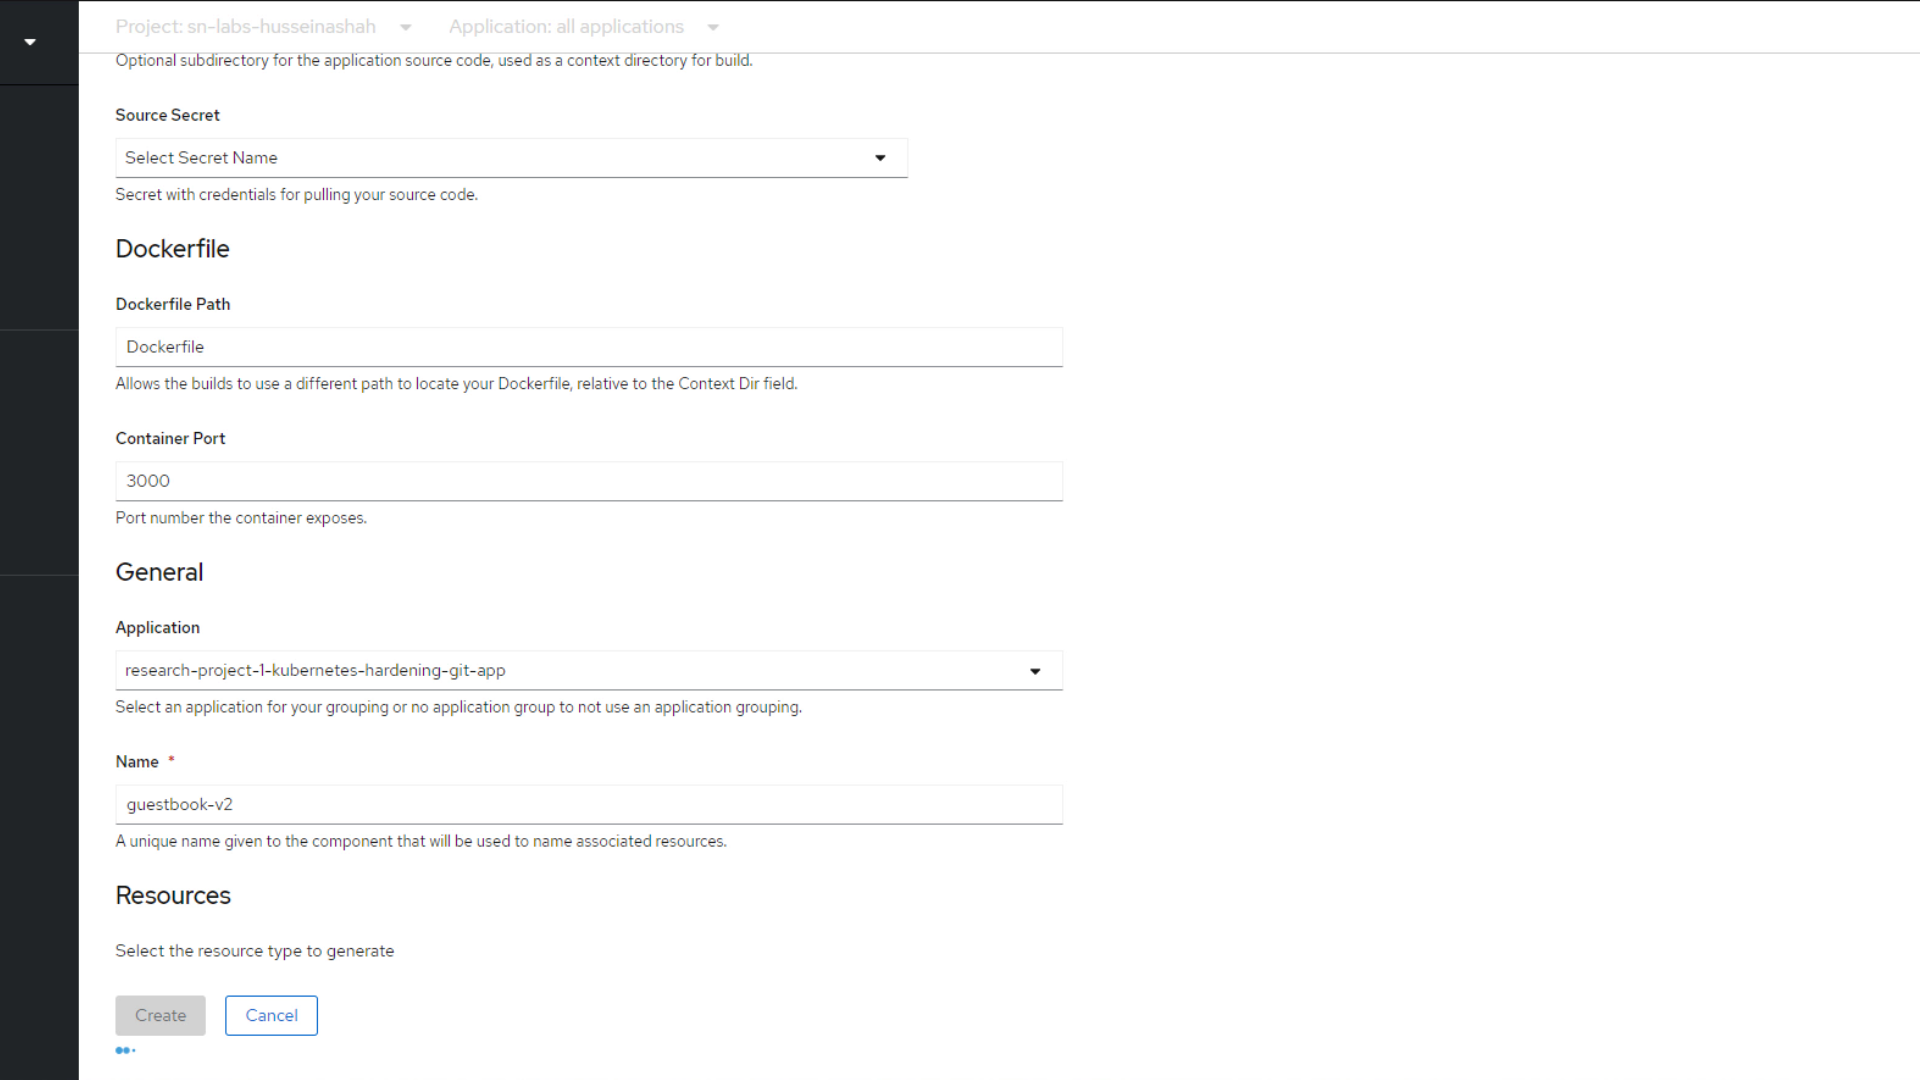 Project: sn-labs-husseinashah Application: all applications
Optional subdirectory for the application source code, used as a context directory for build.
Source Secret
Select Secret Name
Secret with credentials for pulling your source code.
Dockerfile
Dockerfile Path
Dockerfile
Allows the builds to use a different path to locate your Dockerfile, relative to the Context Dir field.
Container Port
3000
Port number the container exposes.
General
Application
research-project-1-kubernetes-hardening-git-app
Select an application for your grouping or no application group to not use an application grouping.
Name *
guestbook-v2
A unique name given to the component that will be used to name associated resources.
Resources
Select the resource type to generate
Create Cancel